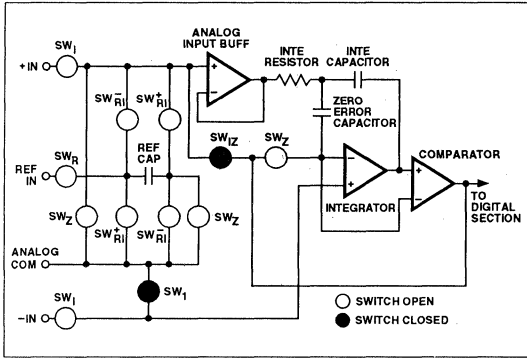 ANALOG
INPUT BUFF
INTE
RESISTOR
INTE
CAPACITOR
SWI
+IN
SW-RI
SW+RI
ZERO
ERROR
CAPACITOR
REF
CAP
SWIZ
SWZ
SWR
REF
IN
COMPARATOR
INTEGRATOR
TO
DIGITAL
SECTION
SWZ
SW+RI
SW-RI
SWZ
ANALOG
COM
SW1
SWI
-IN
SWITCH OPEN
SWITCH CLOSED